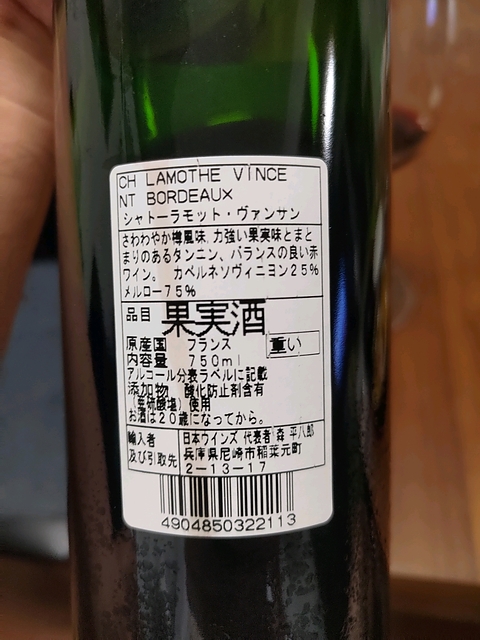 CH LAMOTHE VINCE
NT BORDEAUX
シャトーラモット・ヴァンサン
さわわやか樽風味,力強い果実味とまと
まりのあるタンニン、バランスの良い赤
ワイン。 カベルネソヴィニヨン25%
メルロー75%
品目 果実酒
原産国 フランス 重い
内容量 750ml
アルコール分表ラベルに記載
添加物 酸化防止剤含有
(亜硫酸塩)使用
お酒は20歳になってから。
輸入者 日本ワインズ 代表者 森 平八郎
及び引取先 兵庫県尼崎市稲葉元町
2-13-17
4904850322113